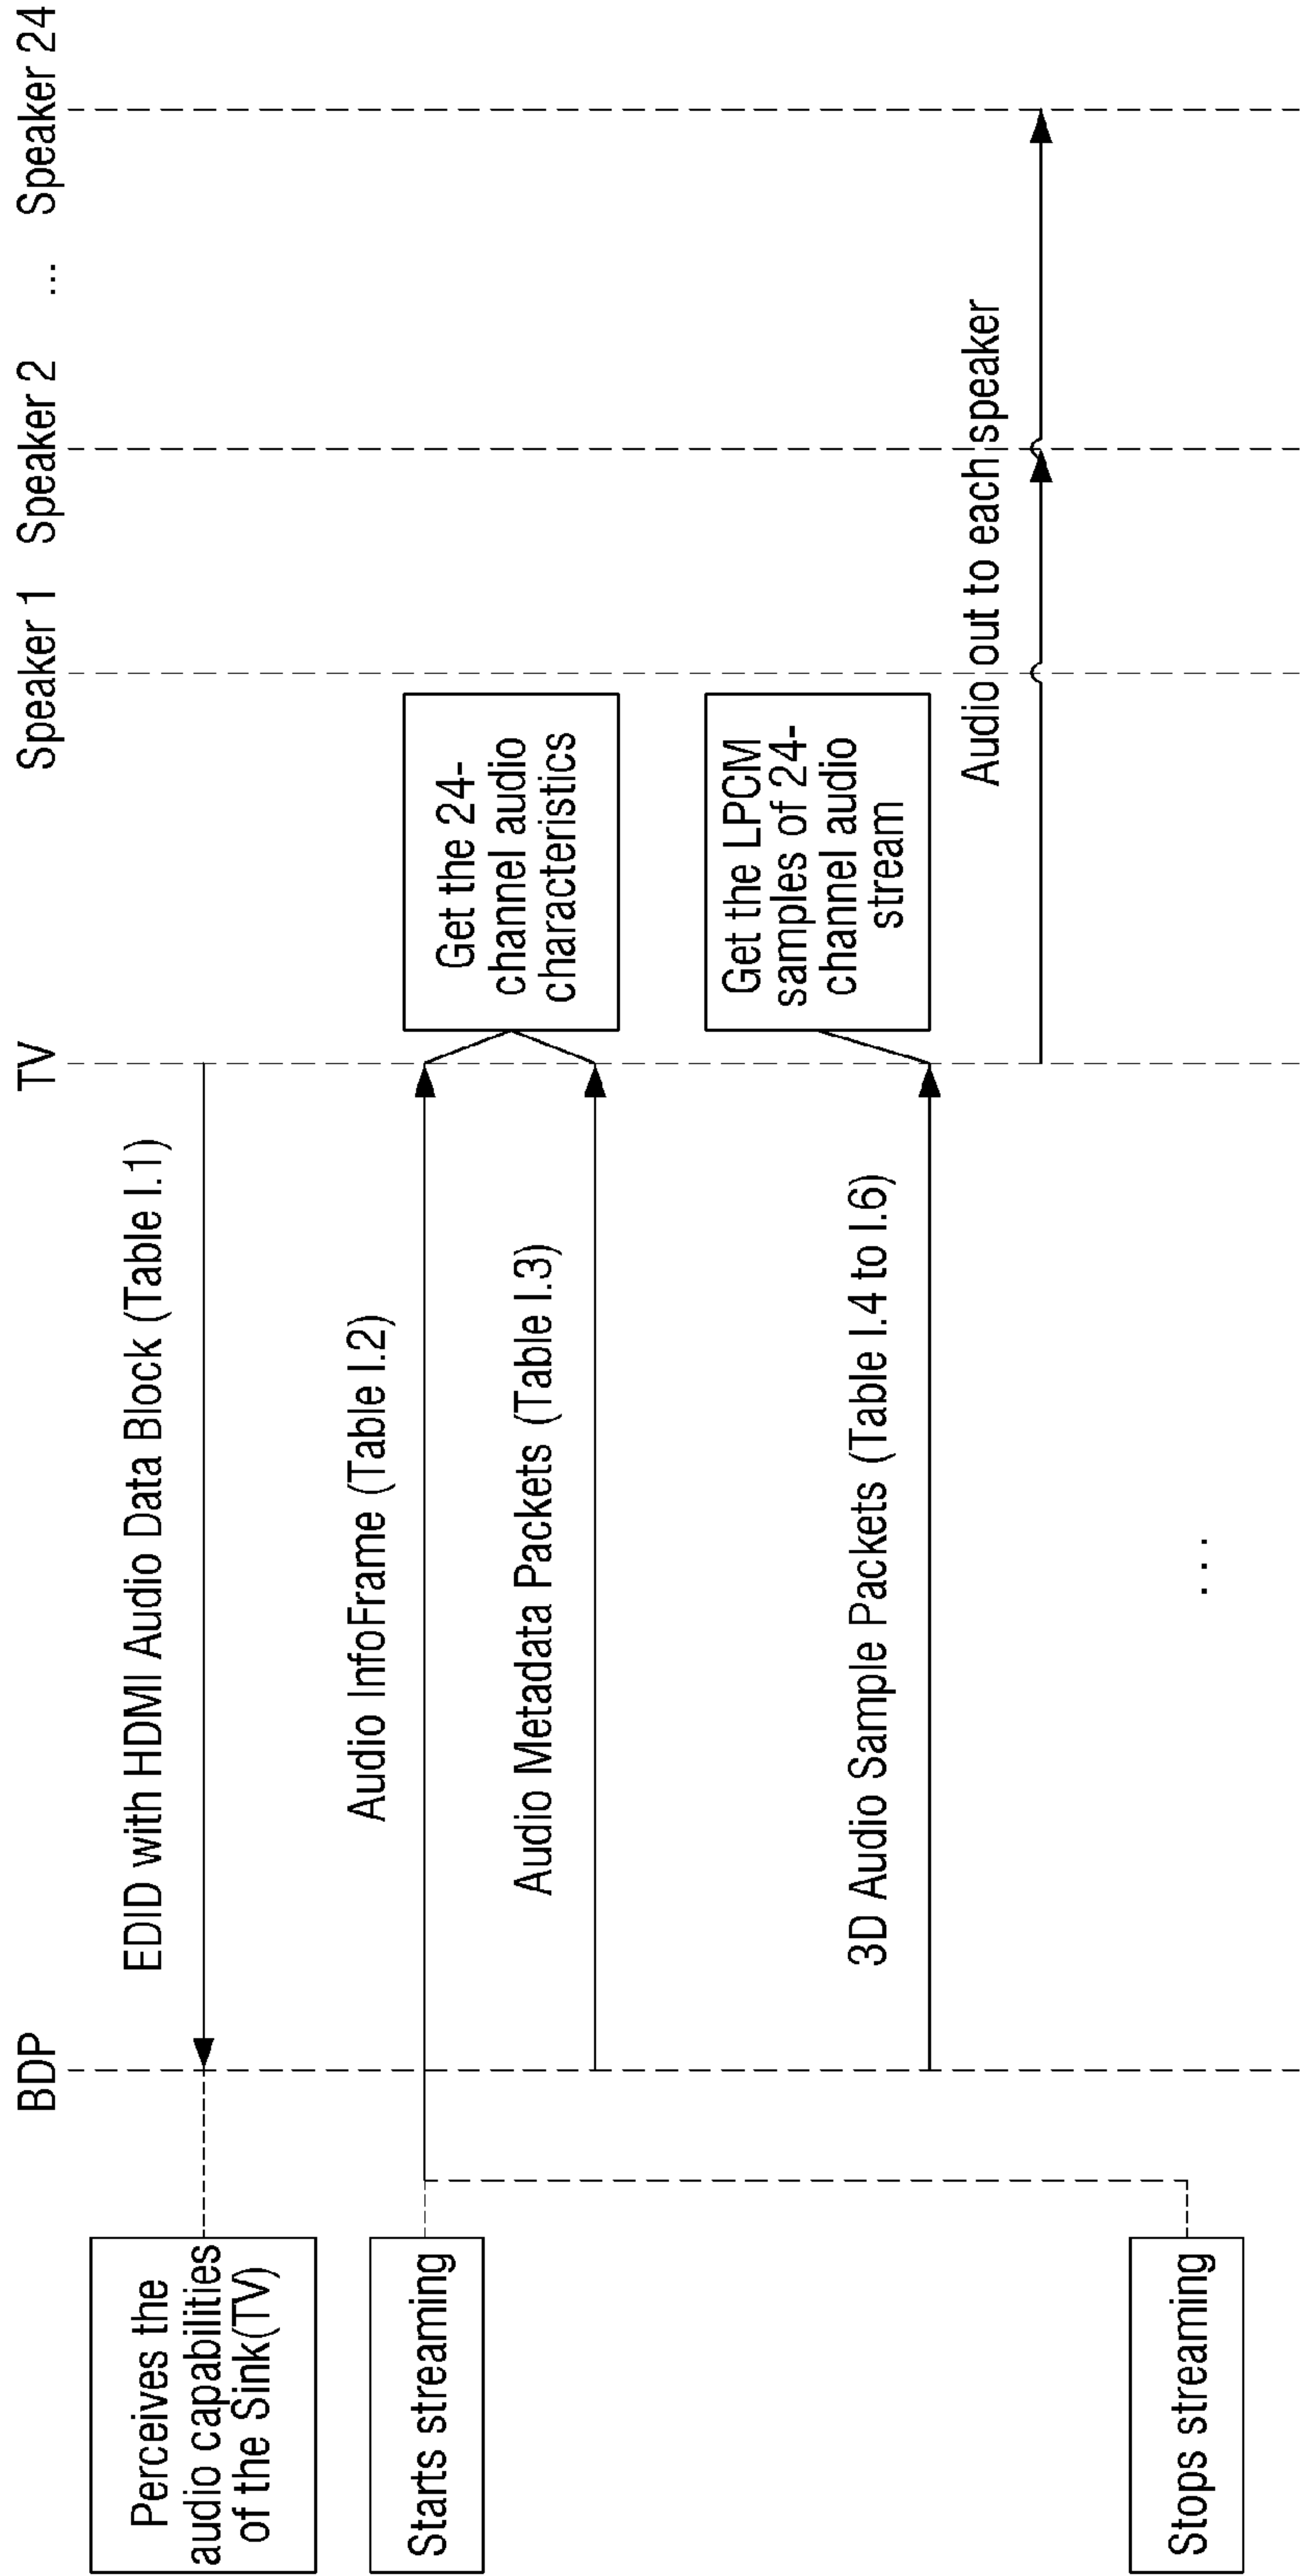 BDP
TV
Speaker 1
Speaker 2
...
Speaker 24
Perceives the
audio capabilities
of the Sink(TV)
EDID with HDMI Audio Data Block (Table I.1)
Starts streaming
Audio InfoFrame (Table I.2)
Get the 24-
channel audio
characteristics
Audio Metadata Packets (Table I.3)
3D Audio Sample Packets (Table I.4 to I.6)
Get the LPCM
samples of 24-
channel audio
stream
Audio out to each speaker
Stops streaming
...